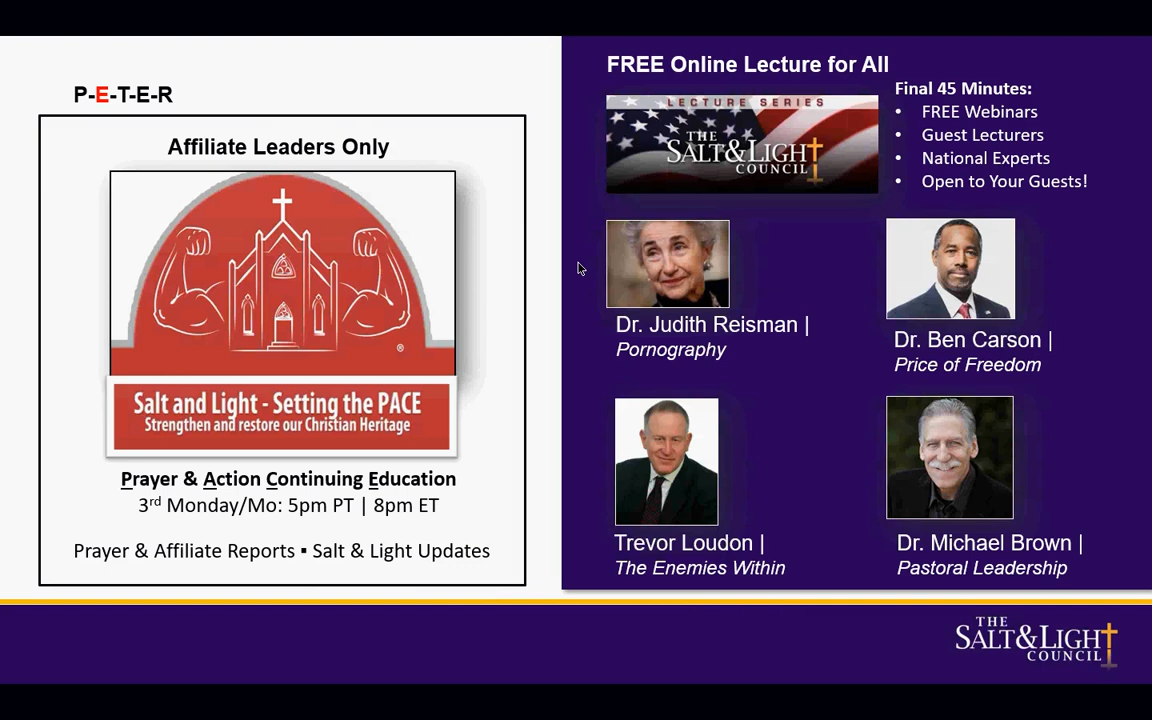 P-E-T-E-R
Affiliate Leaders Only
®
Salt and Light - Setting the PACE
Strengthen and restore our Christian Heritage
Prayer & Action Continuing Education
3rd Monday/Mo: 5pm PT | 8pm ET
Prayer & Affiliate Reports ▪ Salt & Light Updates
FREE Online Lecture for All
LECTURE SERIES
THE
SALT&LIGHT
COUNCIL
Final 45 Minutes:
• FREE Webinars
• Guest Lecturers
• National Experts
• Open to Your Guests!
Dr. Judith Reisman |
Pornography
Dr. Ben Carson |
Price of Freedom
Trevor Loudon |
The Enemies Within
Dr. Michael Brown |
Pastoral Leadership
THE
SALT&LIGHT
COUNCIL